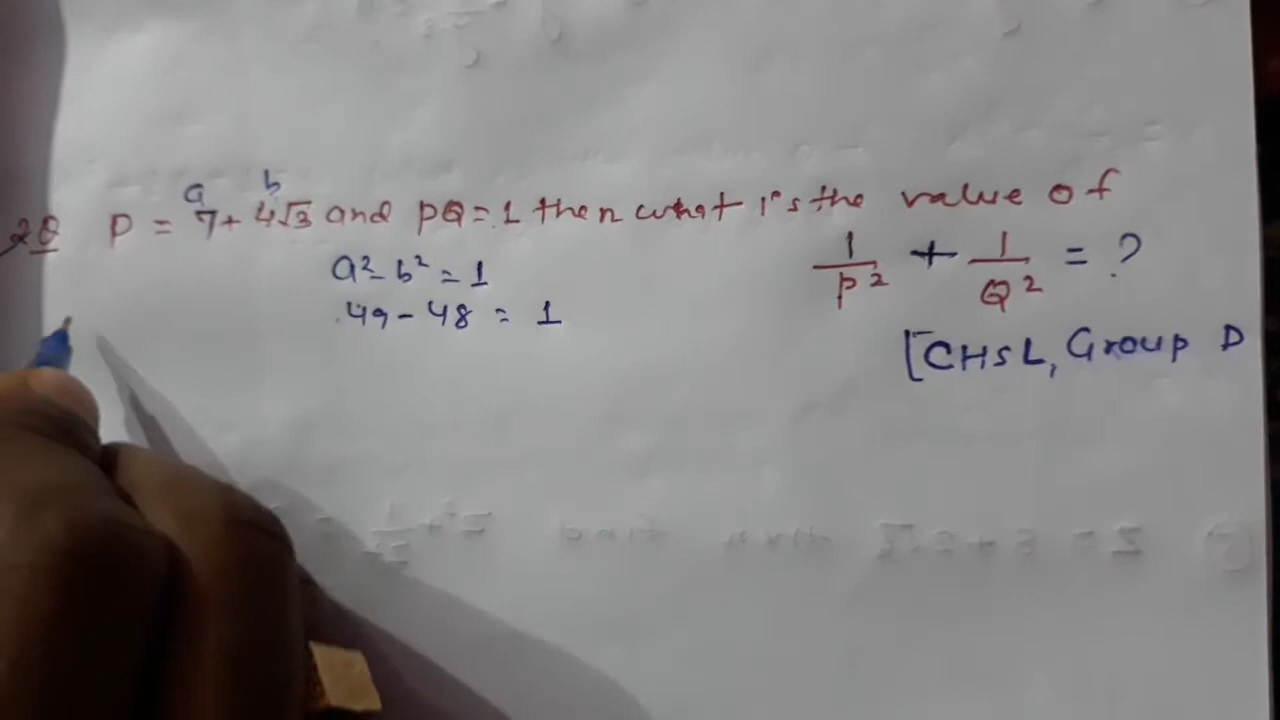 2Q P = 7+ 4√3 and PQ = 1 then what is the value of
a b
1/P² + 1/Q² = ?
a² - b² = 1
49 - 48 = 1
[CHSL, Group D